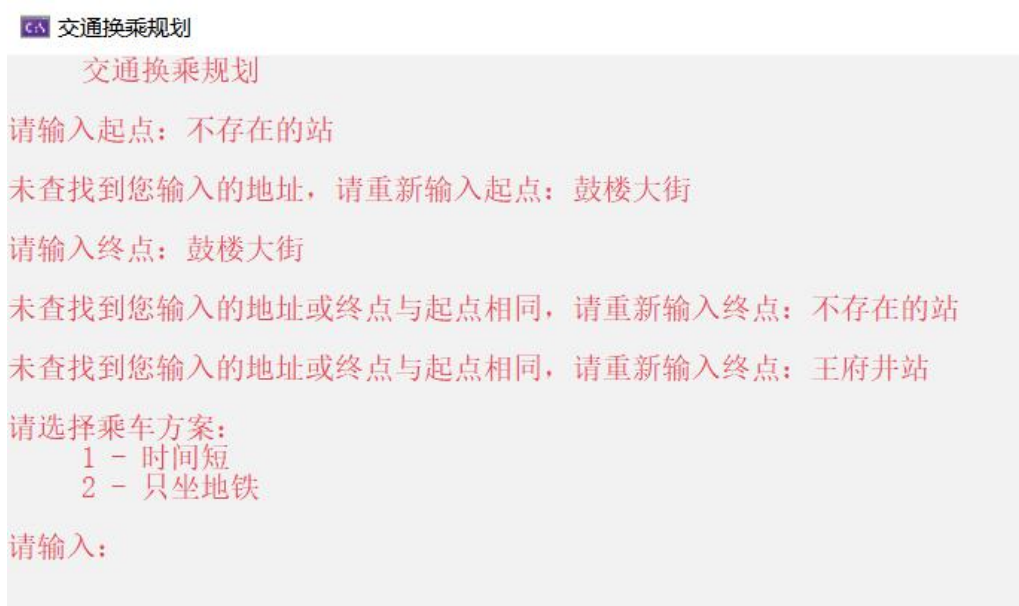 交通换乘规划
交通换乘规划
请输入起点：不存在的站
未查找到您输入的地址，请重新输入起点：鼓楼大街
请输入终点：鼓楼大街
未查找到您输入的地址或终点与起点相同，请重新输入终点：不存在的站
未查找到您输入的地址或终点与起点相同，请重新输入终点：王府井站
请选择乘车方案：
1 - 时间短
2 - 只坐地铁
请输入：